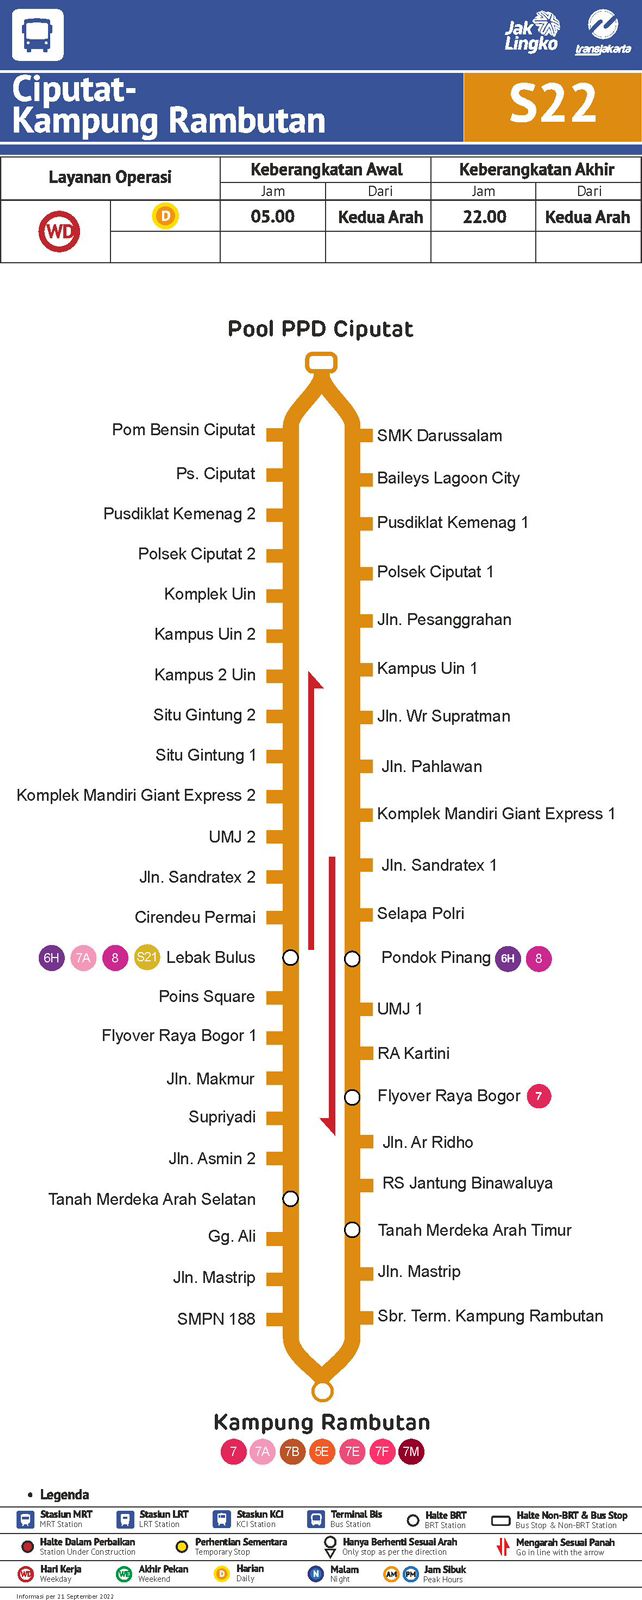 Jak
Lingko
transjakarta
Ciputat-
Kampung Rambutan
S22
Layanan Operasi
Keberangkatan Awal
Keberangkatan Akhir
Jam
Dari
Jam
Dari
WD
D
05.00
Kedua Arah
22.00
Kedua Arah
Pool PPD Ciputat
Pom Bensin Ciputat
Ps. Ciputat
Pusdiklat Kemenag 2
Polsek Ciputat 2
Komplek Uin
Kampus Uin 2
Kampus 2 Uin
Situ Gintung 2
Situ Gintung 1
Komplek Mandiri Giant Express 2
UMJ 2
Jln. Sandratex 2
Cirendeu Permai
6H 7A 8 S21 Lebak Bulus
Poins Square
Flyover Raya Bogor 1
Jln. Makmur
Supriyadi
Jln. Asmin 2
Tanah Merdeka Arah Selatan
Gg. Ali
Jln. Mastrip
SMPN 188
SMK Darussalam
Baileys Lagoon City
Pusdiklat Kemenag 1
Polsek Ciputat 1
Jln. Pesanggrahan
Kampus Uin 1
Jln. Wr Supratman
Jln. Pahlawan
Komplek Mandiri Giant Express 1
Jln. Sandratex 1
Selapa Polri
Pondok Pinang 6H 8
UMJ 1
RA Kartini
Flyover Raya Bogor 7
Jln. Ar Ridho
RS Jantung Binawaluya
Tanah Merdeka Arah Timur
Jln. Mastrip
Sbr. Term. Kampung Rambutan
Kampung Rambutan
7 7A 7B 5E 7E 7F 7M
• Legenda
Stasiun MRT
MRT Station
Stasiun LRT
LRT Station
Stasiun KCI
KCI Station
Terminal Bis
Bus Station
Halte BRT
BRT Station
Halte Non-BRT & Bus Stop
Bus Stop & Non-BRT Station
Halte Dalam Perbaikan
Station Under Construction
Perhentian Sementara
Temporary Stop
Hanya Berhenti Sesuai Arah
Only stop as per the direction
Mengarah Sesuai Panah
Go in line with the arrow
WD Hari Kerja
Weekday
WE Akhir Pekan
Weekend
D Harian
Daily
N Malam
Night
AM PM Jam Sibuk
Peak Hours
Informasi per 21 September 2022